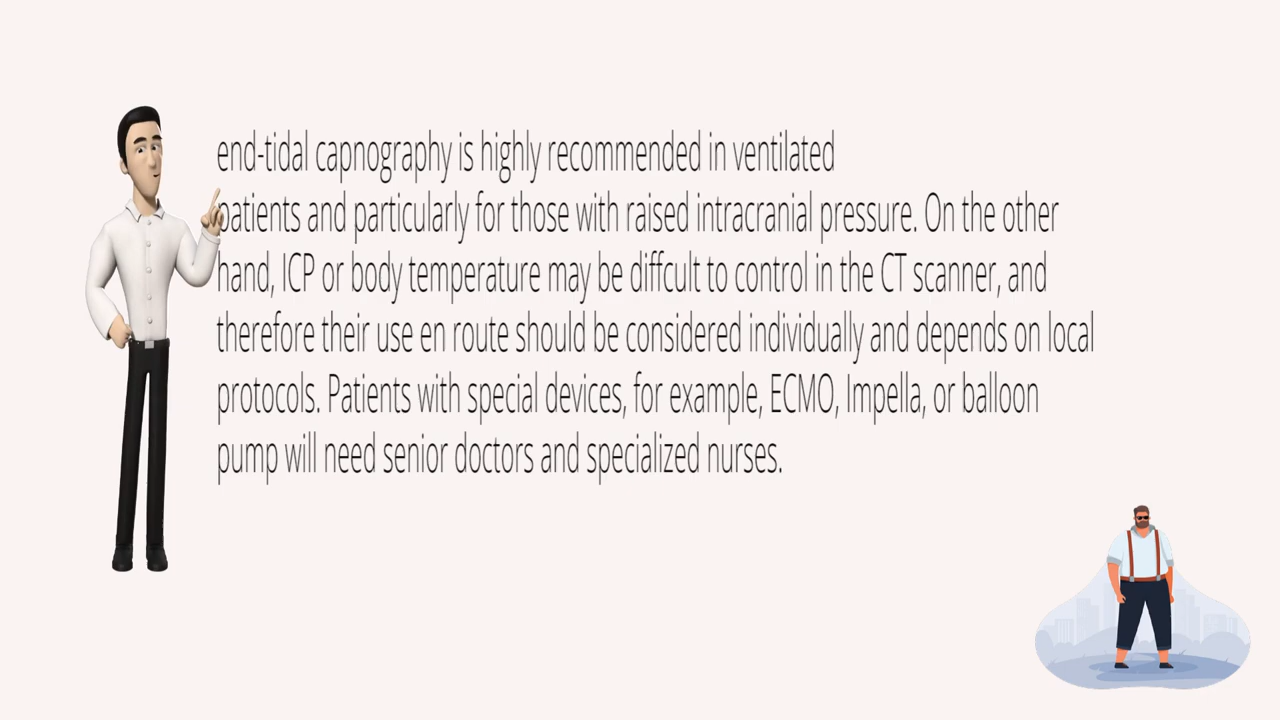 end-tidal capnography is highly recommended in ventilated
patients and particularly for those with raised intracranial pressure. On the other
hand, ICP or body temperature may be diffcult to control in the CT scanner, and
therefore their use en route should be considered individually and depends on local
protocols. Patients with special devices, for example, ECMO, Impella, or balloon
pump will need senior doctors and specialized nurses.